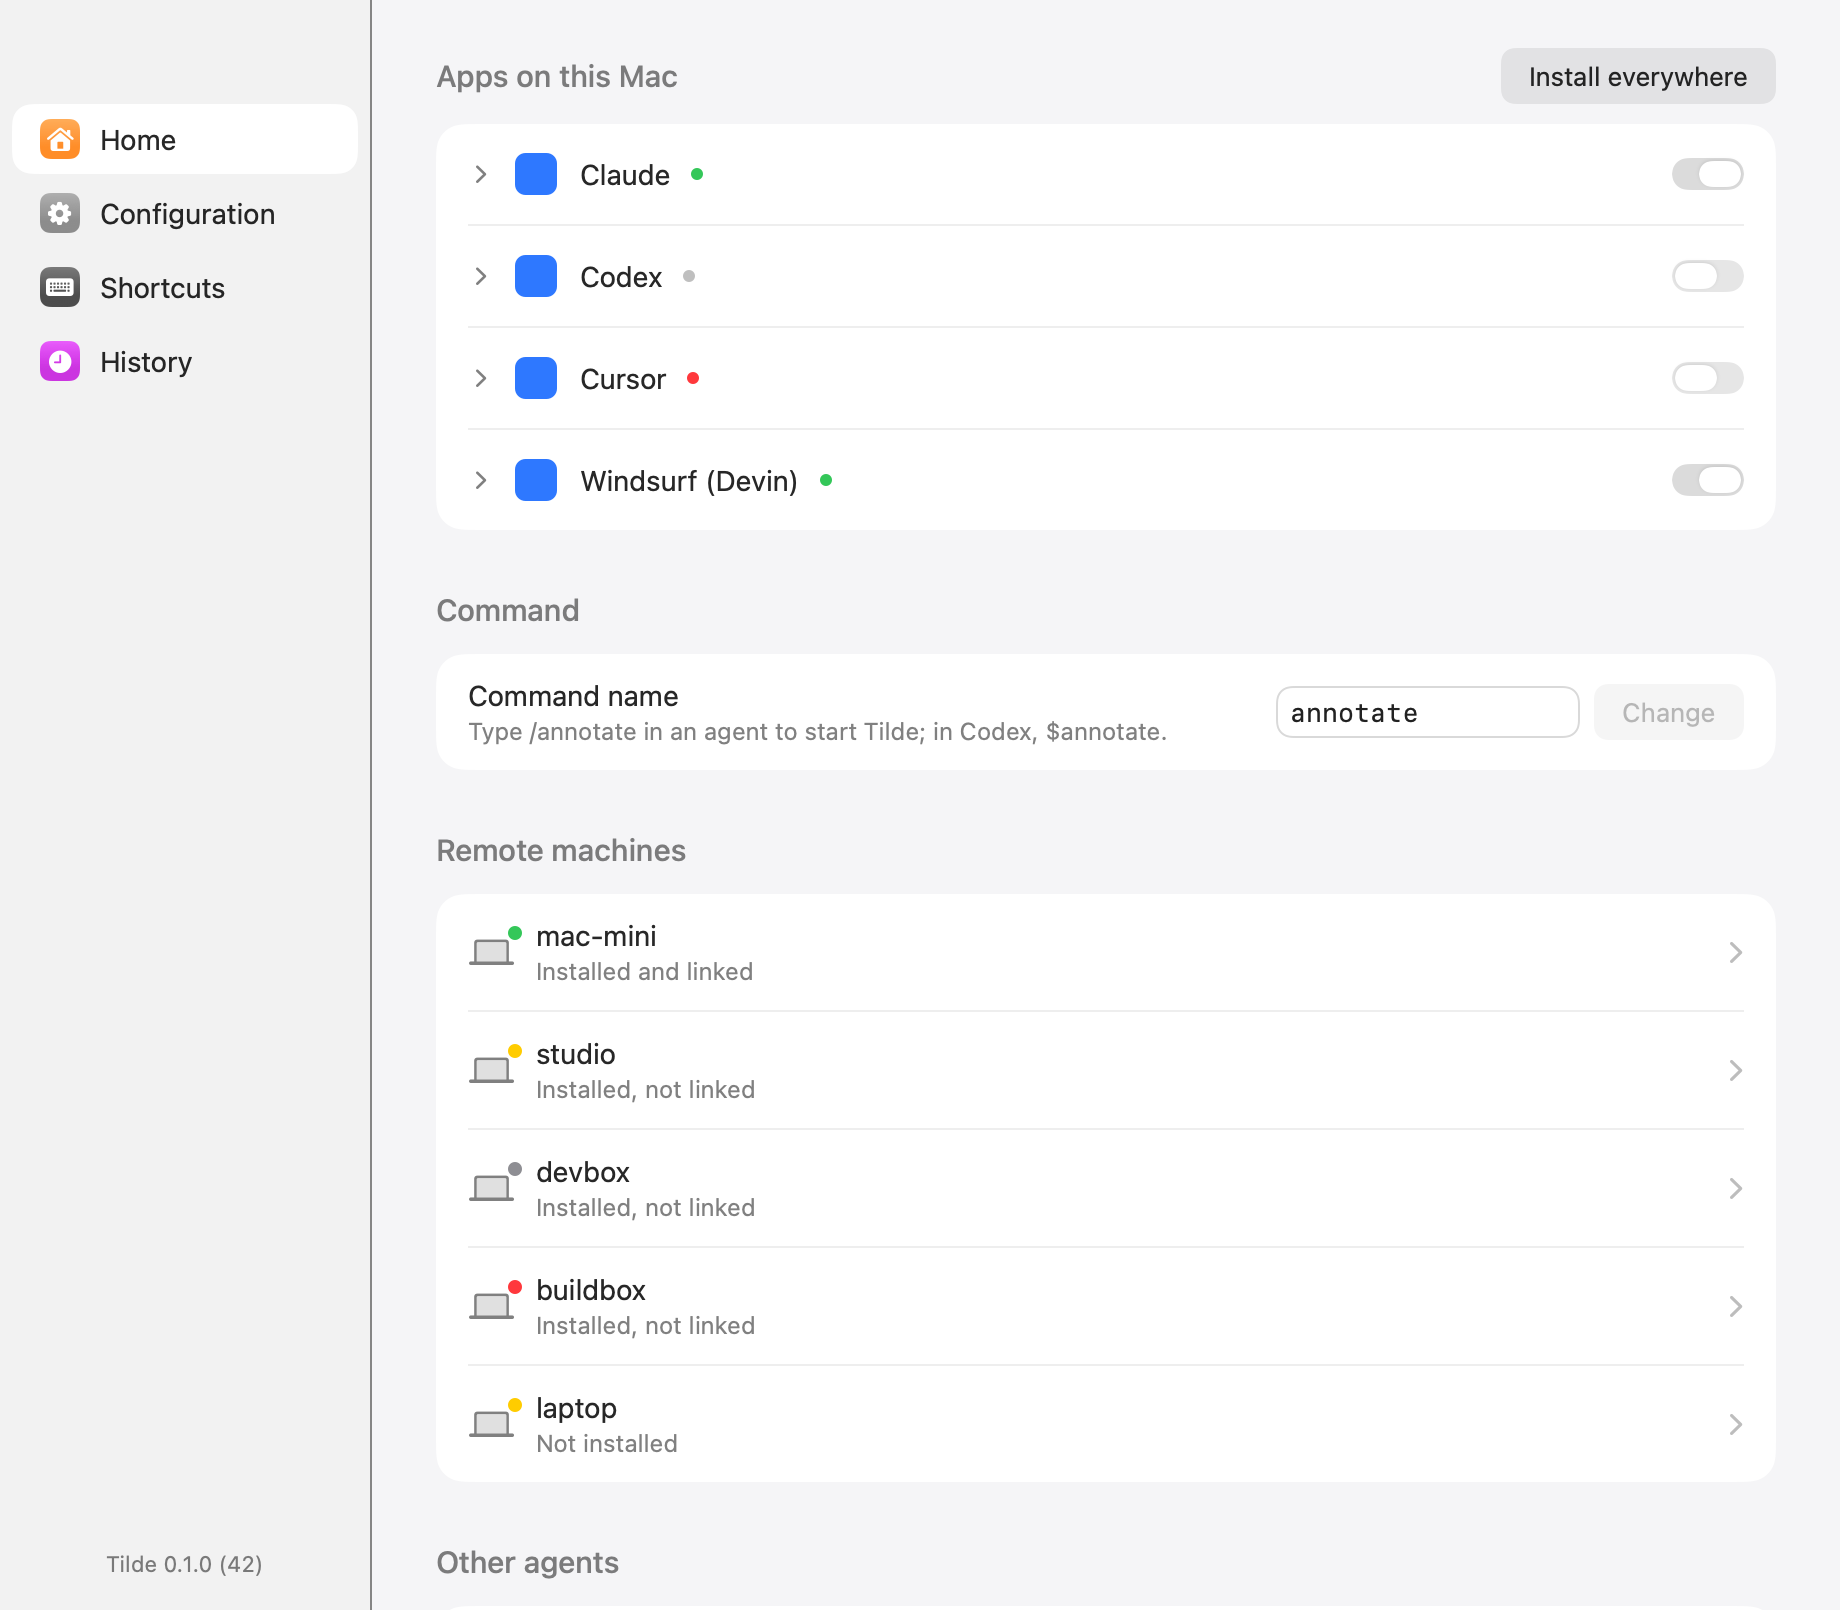 Home
Configuration
Shortcuts
History
Tilde 0.1.0 (42)
Apps on this Mac
Install everywhere
Claude
Codex
Cursor
Windsurf (Devin)
Command
Command name
Type /annotate in an agent to start Tilde; in Codex, $annotate.
annotate
Change
Remote machines
mac-mini
Installed and linked
studio
Installed, not linked
devbox
Installed, not linked
buildbox
Installed, not linked
laptop
Not installed
Other agents